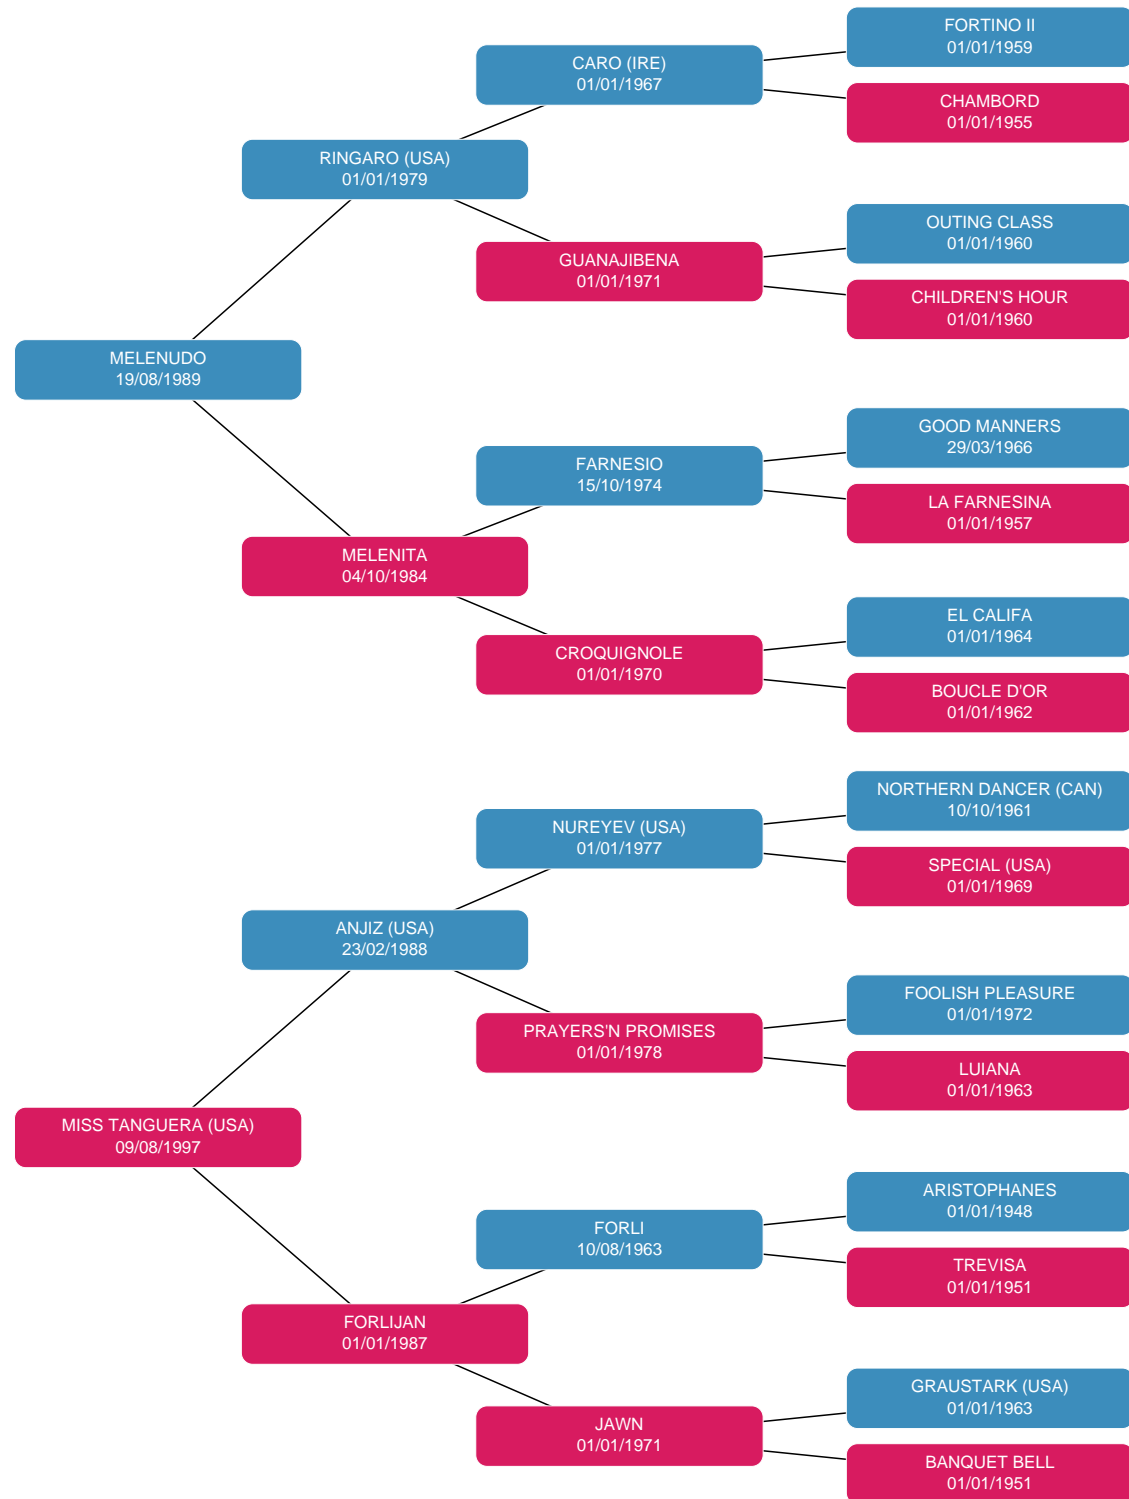 FORTINO II
01/01/1959
CARO (IRE)
01/01/1967
CHAMBORD
01/01/1955
RINGARO (USA)
01/01/1979
OUTING CLASS
01/01/1960
GUANAJIBENA
01/01/1971
CHILDREN'S HOUR
01/01/1960
MELENUDO
19/08/1989
GOOD MANNERS
29/03/1966
FARNESIO
15/10/1974
LA FARNESINA
01/01/1957
MELENITA
04/10/1984
EL CALIFA
01/01/1964
CROQUIGNOLE
01/01/1970
BOUCLE D'OR
01/01/1962
NORTHERN DANCER (CAN)
10/10/1961
NUREYEV (USA)
01/01/1977
SPECIAL (USA)
01/01/1969
ANJIZ (USA)
23/02/1988
FOOLISH PLEASURE
01/01/1972
PRAYERS'N PROMISES
01/01/1978
LUIANA
01/01/1963
MISS TANGUERA (USA)
09/08/1997
ARISTOPHANES
01/01/1948
FORLI
10/08/1963
TREVISA
01/01/1951
FORLIJAN
01/01/1987
GRAUSTARK (USA)
01/01/1963
JAWN
01/01/1971
BANQUET BELL
01/01/1951